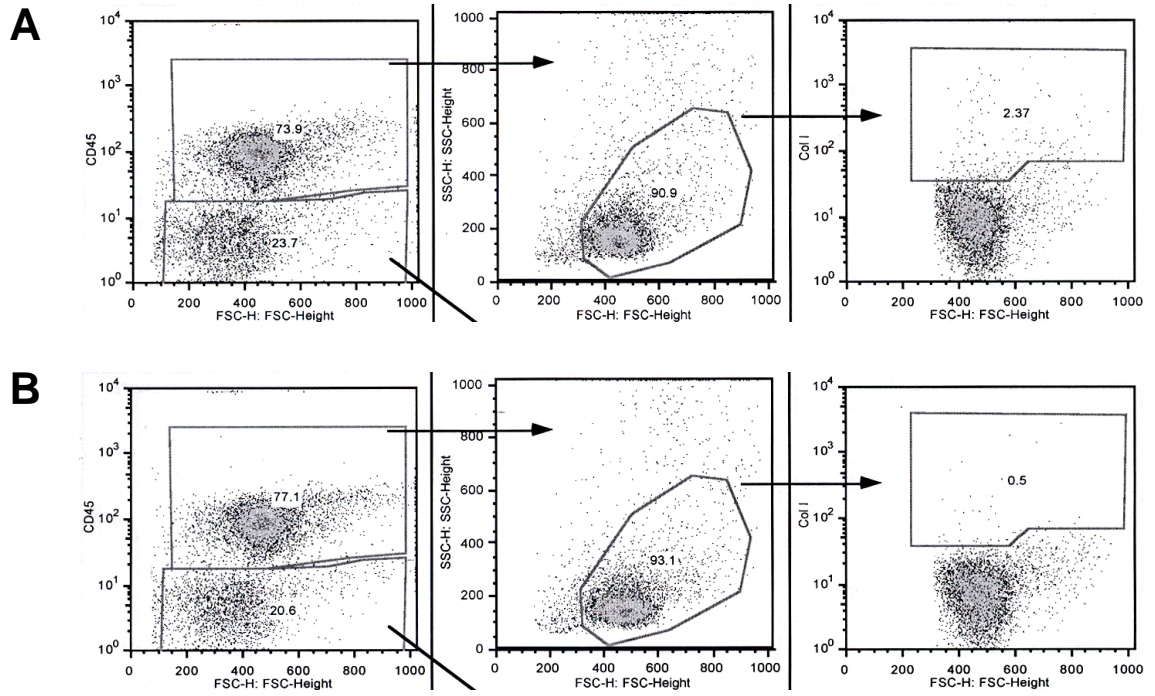 A
CD45
10⁴
10³
10²
10¹
10⁰
73.9
23.7
0 200 400 600 800 1000
FSC-H: FSC-Height
SSC-H: SSC-Height
1000
800
600
400
200
0
90.9
0 200 400 600 800 1000
FSC-H: FSC-Height
Col I
10⁴
10³
10²
10¹
10⁰
2.37
0 200 400 600 800 1000
FSC-H: FSC-Height
B
CD45
10⁴
10³
10²
10¹
10⁰
77.1
20.6
0 200 400 600 800 1000
FSC-H: FSC-Height
SSC-H: SSC-Height
1000
800
600
400
200
0
93.1
0 200 400 600 800 1000
FSC-H: FSC-Height
Col I
10⁴
10³
10²
10¹
10⁰
0.5
0 200 400 600 800 1000
FSC-H: FSC-Height